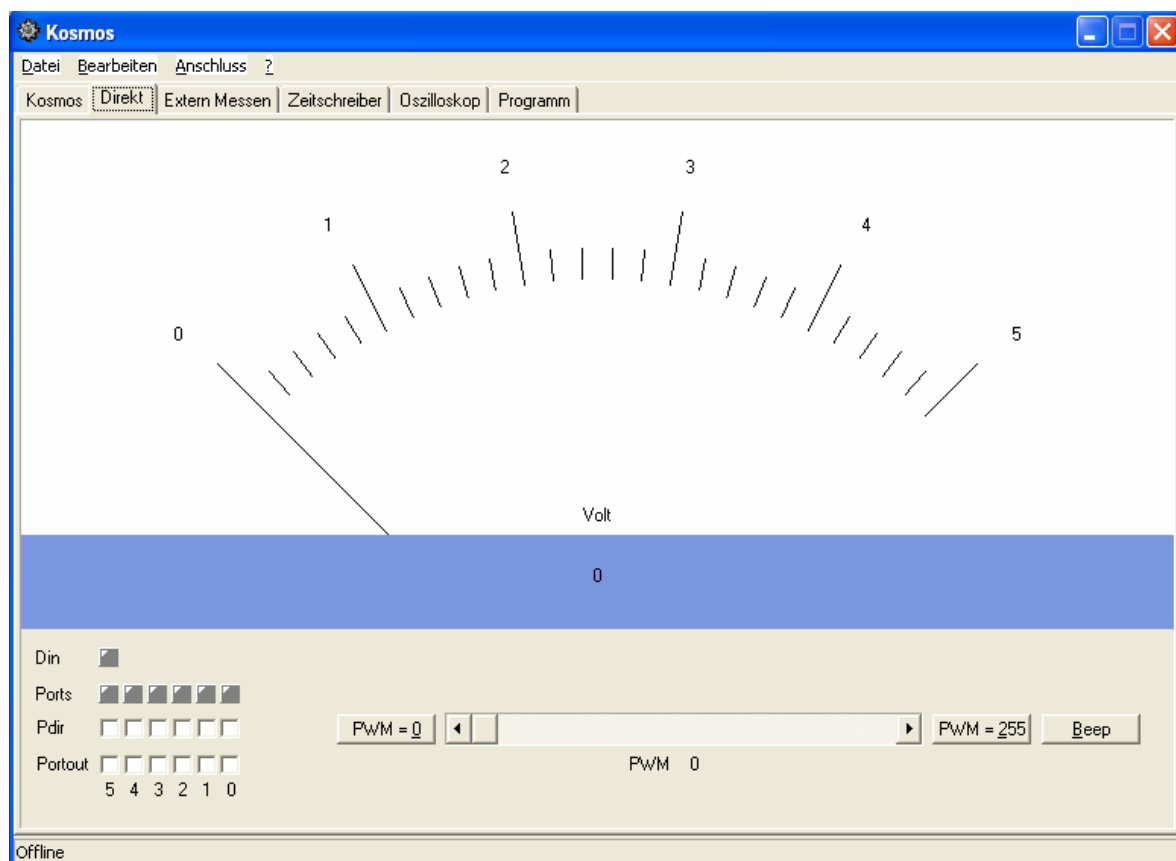 Kosmos
Datei Bearbeiten Anschluss ?
Kosmos Direkt Extern Messen Zeitschreiber Oszilloskop Programm
2 3
1 4
0 5
Volt
0
Din
Ports
Pdir
PWM = 0 PWM = 255 Beep
Portout PWM 0
5 4 3 2 1 0
Offline